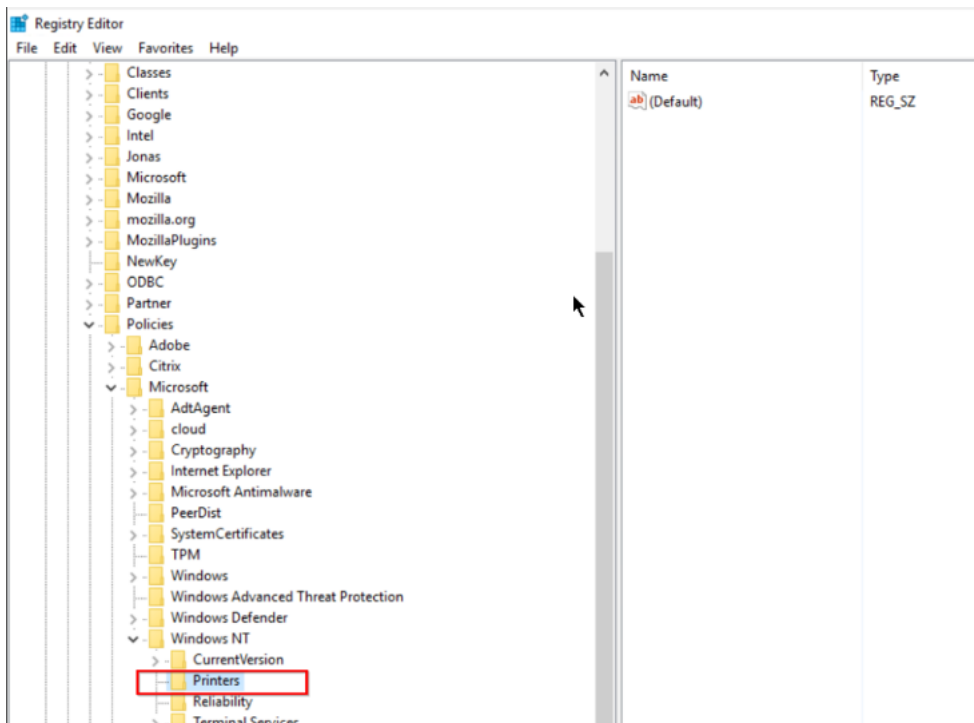 Registry Editor
File Edit View Favorites Help
Name Type
(Default) REG_SZ
Classes
Clients
Google
Intel
Jonas
Microsoft
Mozilla
mozilla.org
MozillaPlugins
NewKey
ODBC
Partner
Policies
Adobe
Citrix
Microsoft
AdtAgent
cloud
Cryptography
Internet Explorer
Microsoft Antimalware
PeerDist
SystemCertificates
TPM
Windows
Windows Advanced Threat Protection
Windows Defender
Windows NT
CurrentVersion
Printers
Reliability
Terminal Services